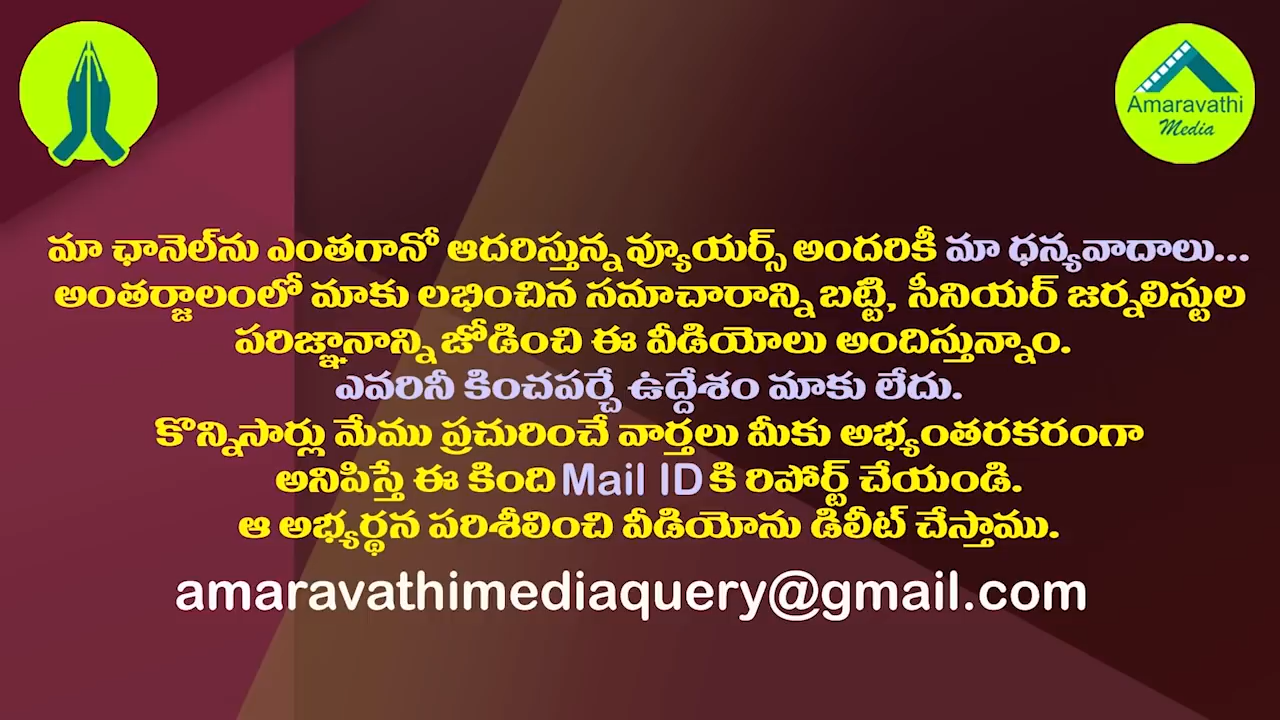 Amaravathi
Media
మా ఛానెల్‌ను ఎంతగానో ఆదరిస్తున్న వ్యూయర్స్ అందరికీ మా ధన్యవాదాలు...
అంతర్జాలంలో మాకు లభించిన సమాచారాన్ని బట్టి, సీనియర్ జర్నలిస్టుల
పరిజ్ఞానాన్ని జోడించి ఈ వీడియోలు అందిస్తున్నాం.
ఎవరినీ కించపర్చే ఉద్దేశం మాకు లేదు.
కొన్నిసార్లు మేము ప్రచురించే వార్తలు మీకు అభ్యంతరకరంగా
అనిపిస్తే ఈ కింది Mail ID కి రిపోర్ట్ చేయండి.
ఆ అభ్యర్థన పరిశీలించి వీడియోను డిలీట్ చేస్తాము.
amaravathimediaquery@gmail.com